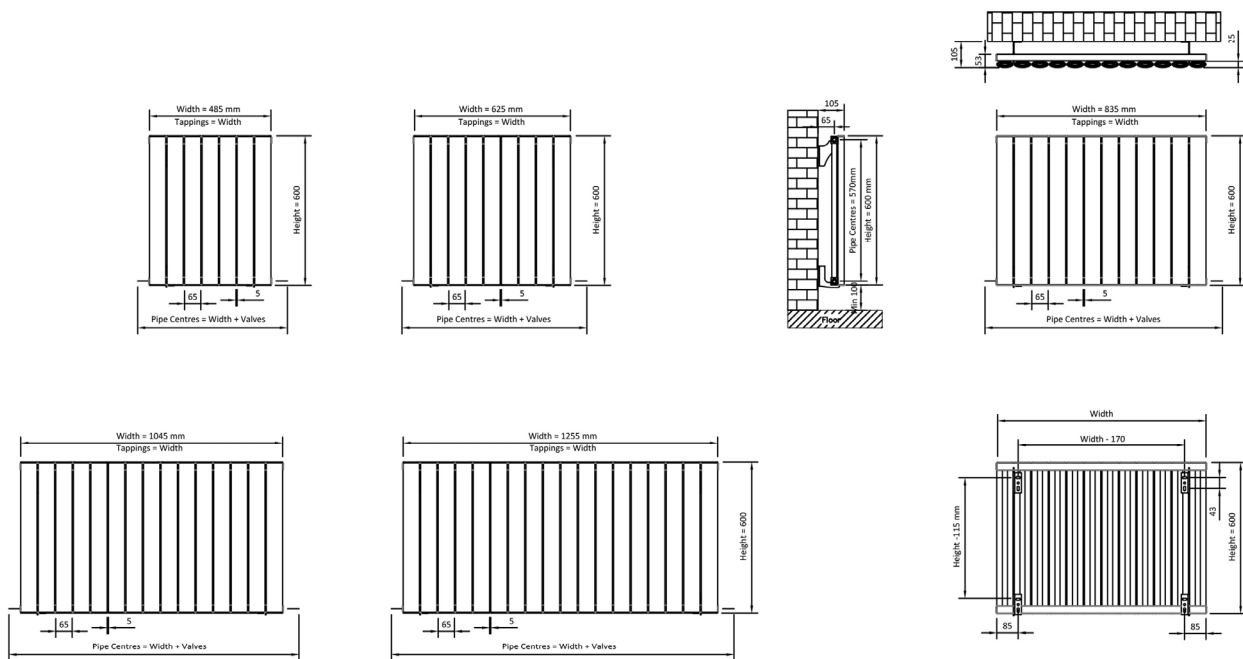 105
53
25
Width = 485 mm
Tappings = Width
Height = 600
65
5
Pipe Centres = Width + Valves
Width = 625 mm
Tappings = Width
Height = 600
65
5
Pipe Centres = Width + Valves
105
65
Pipe Centres = 570mm
Height = 600 mm
Min 100
Floor
Width = 835 mm
Tappings = Width
Height = 600
65
5
Pipe Centres = Width + Valves
Width = 1045 mm
Tappings = Width
65
5
Pipe Centres = Width + Valves
Width = 1255 mm
Tappings = Width
Height = 600
65
5
Pipe Centres = Width + Valves
Width
Width - 170
Height -115 mm
43
Height = 600
85
85